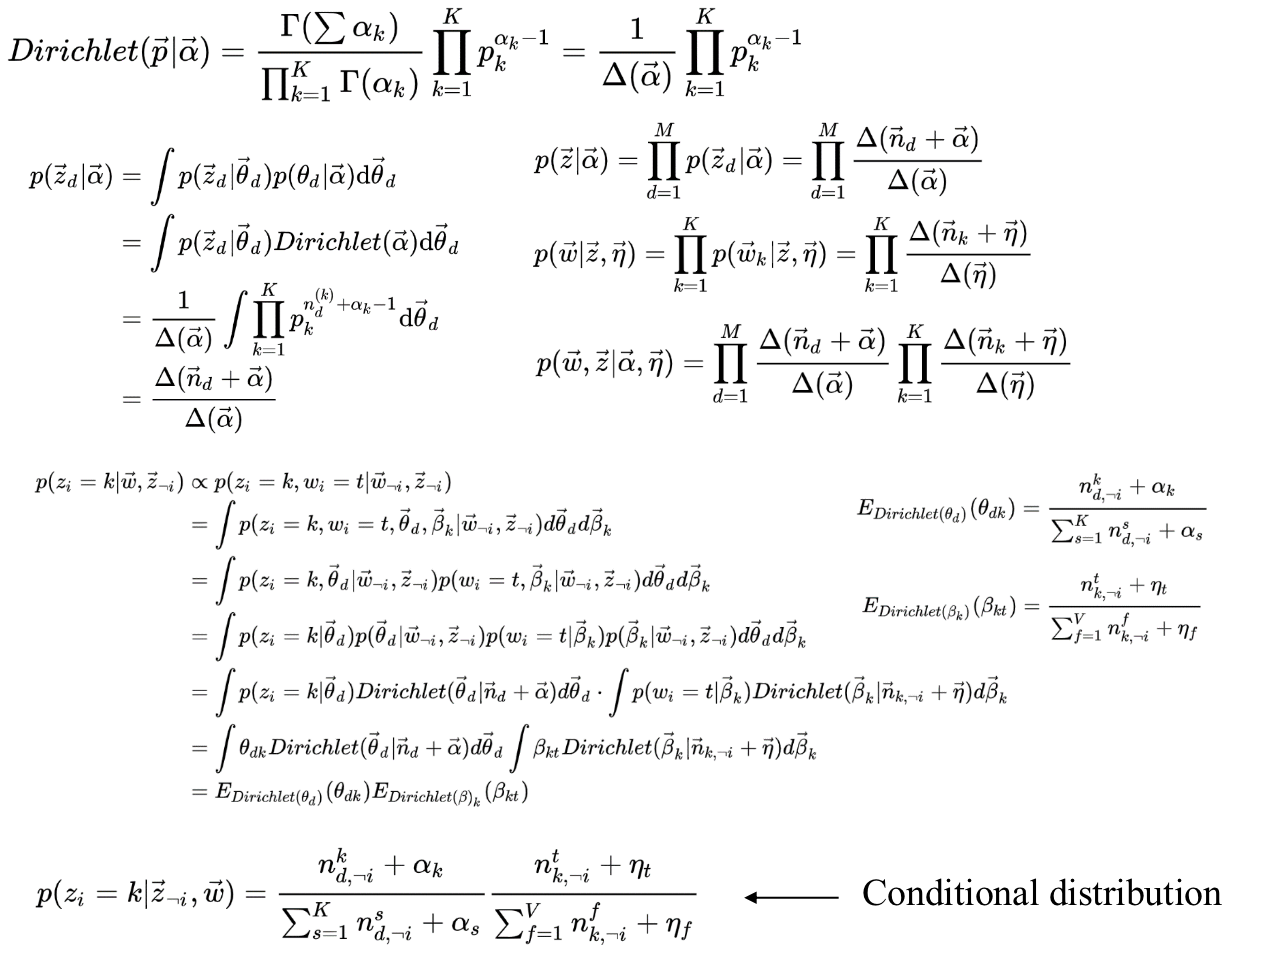 $Dirichlet(\vec{p}|\vec{\alpha}) = \frac{\Gamma(\sum \alpha_k)}{\prod_{k=1}^{K} \Gamma(\alpha_k)} \prod_{k=1}^{K} p_k^{\alpha_k-1} = \frac{1}{\Delta(\vec{\alpha})} \prod_{k=1}^{K} p_k^{\alpha_k-1}$
$p(\vec{z}_d|\vec{\alpha}) = \int p(\vec{z}_d|\vec{\theta}_d)p(\theta_d|\vec{\alpha})\mathrm{d}\vec{\theta}_d$
$= \int p(\vec{z}_d|\vec{\theta}_d)Dirichlet(\vec{\alpha})\mathrm{d}\vec{\theta}_d$
$= \frac{1}{\Delta(\vec{\alpha})} \int \prod_{k=1}^{K} p_k^{n_d^{(k)}+\alpha_k-1}\mathrm{d}\vec{\theta}_d$
$= \frac{\Delta(\vec{n}_d+\vec{\alpha})}{\Delta(\vec{\alpha})}$
$p(\vec{z}|\vec{\alpha}) = \prod_{d=1}^{M} p(\vec{z}_d|\vec{\alpha}) = \prod_{d=1}^{M} \frac{\Delta(\vec{n}_d+\vec{\alpha})}{\Delta(\vec{\alpha})}$
$p(\vec{w}|\vec{z},\vec{\eta}) = \prod_{k=1}^{K} p(\vec{w}_k|\vec{z},\vec{\eta}) = \prod_{k=1}^{K} \frac{\Delta(\vec{n}_k+\vec{\eta})}{\Delta(\vec{\eta})}$
$p(\vec{w},\vec{z}|\vec{\alpha},\vec{\eta}) = \prod_{d=1}^{M} \frac{\Delta(\vec{n}_d+\vec{\alpha})}{\Delta(\vec{\alpha})} \prod_{k=1}^{K} \frac{\Delta(\vec{n}_k+\vec{\eta})}{\Delta(\vec{\eta})}$
$p(z_i=k|\vec{w},\vec{z}_{\neg i}) \propto p(z_i=k,w_i=t|\vec{w}_{\neg i},\vec{z}_{\neg i})$
$= \int p(z_i=k,w_i=t,\vec{\theta}_d,\vec{\beta}_k|\vec{w}_{\neg i},\vec{z}_{\neg i})d\vec{\theta}_d d\vec{\beta}_k$
$= \int p(z_i=k,\vec{\theta}_d|\vec{w}_{\neg i},\vec{z}_{\neg i})p(w_i=t,\vec{\beta}_k|\vec{w}_{\neg i},\vec{z}_{\neg i})d\vec{\theta}_d d\vec{\beta}_k$
$= \int p(z_i=k|\vec{\theta}_d)p(\vec{\theta}_d|\vec{w}_{\neg i},\vec{z}_{\neg i})p(w_i=t|\vec{\beta}_k)p(\vec{\beta}_k|\vec{w}_{\neg i},\vec{z}_{\neg i})d\vec{\theta}_d d\vec{\beta}_k$
$= \int p(z_i=k|\vec{\theta}_d)Dirichlet(\vec{\theta}_d|\vec{n}_d+\vec{\alpha})d\vec{\theta}_d \cdot \int p(w_i=t|\vec{\beta}_k)Dirichlet(\vec{\beta}_k|\vec{n}_{k,\neg i}+\vec{\eta})d\vec{\beta}_k$
$= \int \theta_{dk}Dirichlet(\vec{\theta}_d|\vec{n}_d+\vec{\alpha})d\vec{\theta}_d \int \beta_{kt}Dirichlet(\vec{\beta}_k|\vec{n}_{k,\neg i}+\vec{\eta})d\vec{\beta}_k$
$= E_{Dirichlet(\theta_d)}(\theta_{dk})E_{Dirichlet(\beta)_k}(\beta_{kt})$
$E_{Dirichlet(\theta_d)}(\theta_{dk}) = \frac{n_{d,\neg i}^{k}+\alpha_k}{\sum_{s=1}^{K} n_{d,\neg i}^{s}+\alpha_s}$
$E_{Dirichlet(\beta_k)}(\beta_{kt}) = \frac{n_{k,\neg i}^{t}+\eta_t}{\sum_{f=1}^{V} n_{k,\neg i}^{f}+\eta_f}$
$p(z_i=k|\vec{z}_{\neg i},\vec{w}) = \frac{n_{d,\neg i}^{k}+\alpha_k}{\sum_{s=1}^{K} n_{d,\neg i}^{s}+\alpha_s} \frac{n_{k,\neg i}^{t}+\eta_t}{\sum_{f=1}^{V} n_{k,\neg i}^{f}+\eta_f}$ ← Conditional distribution